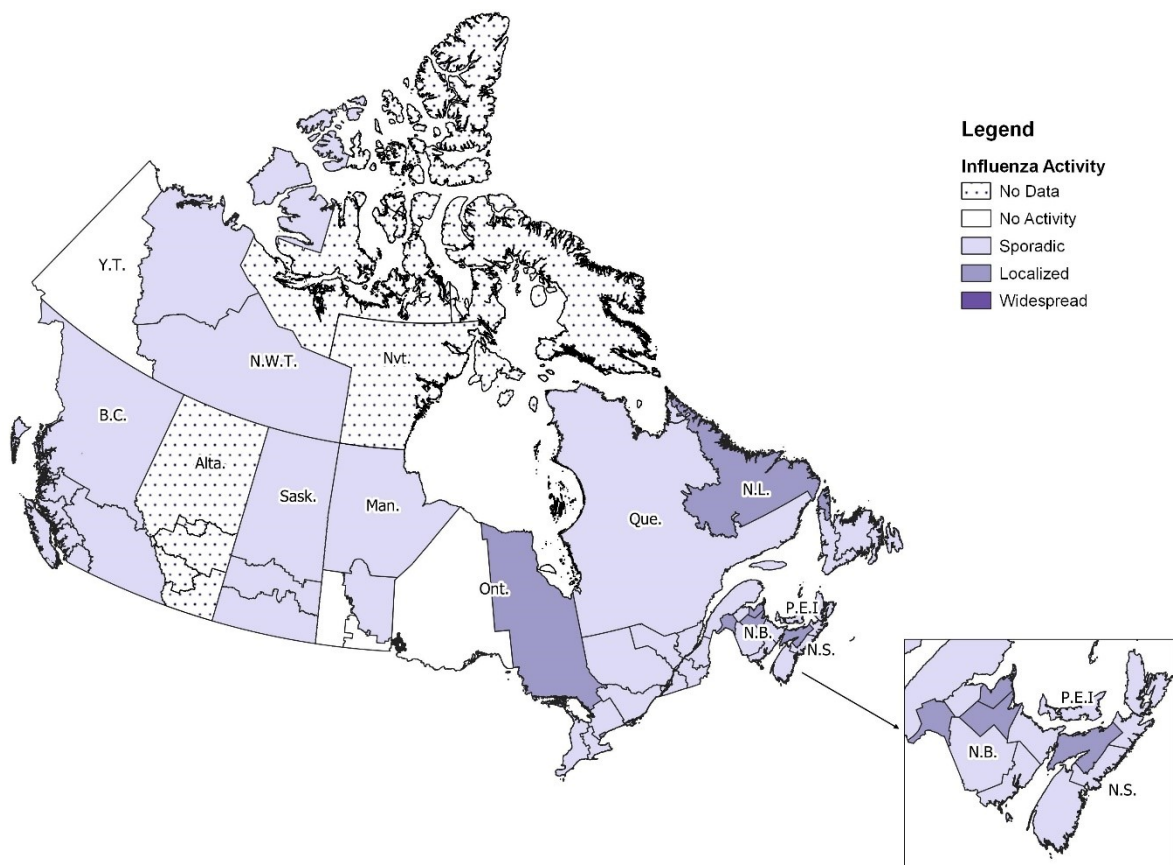 Legend
Influenza Activity
No Data
No Activity
Sporadic
Localized
Widespread
Y.T.
N.W.T.
Nvt.
B.C.
Alta.
Sask.
Man.
Ont.
Que.
N.L.
P.E.I
N.B.
N.S.
P.E.I
N.B.
N.S.